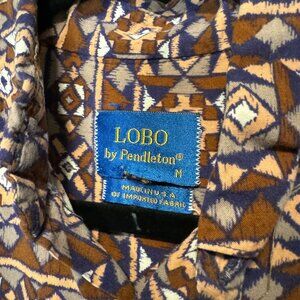 LOBO
by Pendleton®
M
MADE IN U.S.A.
OF IMPORTED FABRIC